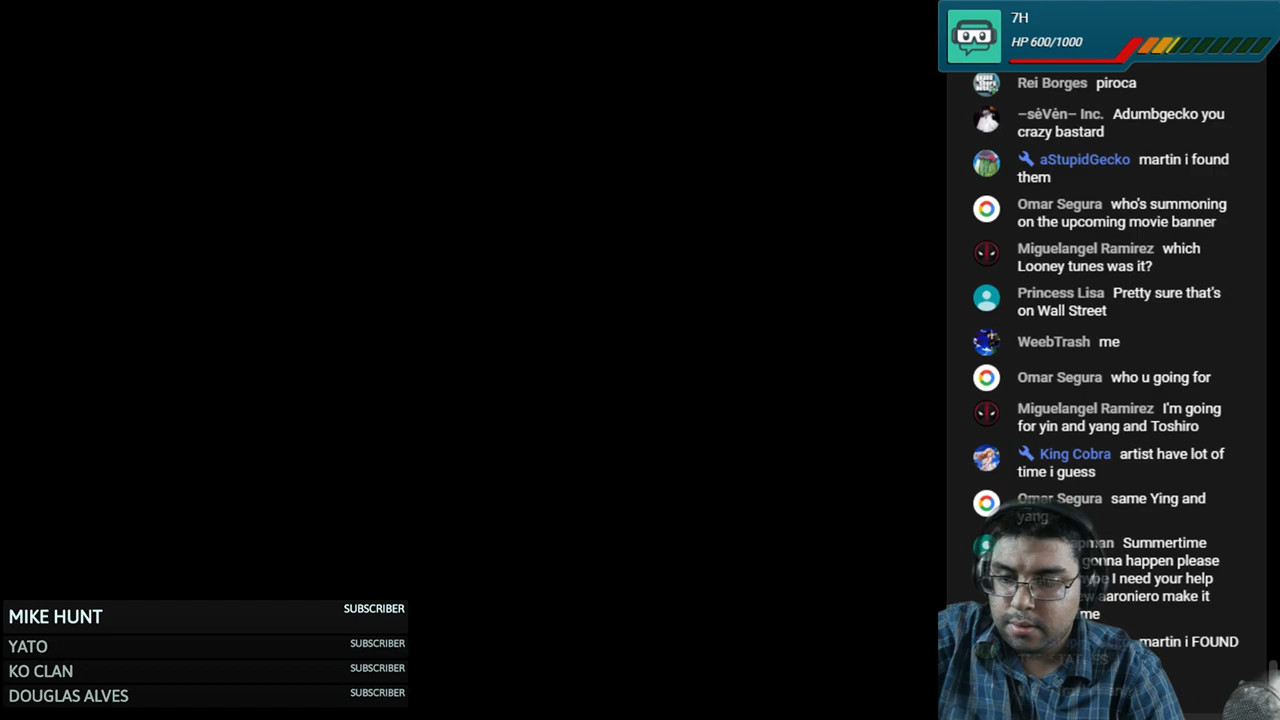 7H
HP 600/1000
Rei Borges piroca
–sėVėn– Inc. Adumbgecko you
crazy bastard
aStupidGecko martin i found
them
Omar Segura who's summoning
on the upcoming movie banner
Miguelangel Ramirez which
Looney tunes was it?
Princess Lisa Pretty sure that's
on Wall Street
WeebTrash me
Omar Segura who u going for
Miguelangel Ramirez I'm going
for yin and yang and Toshiro
King Cobra artist have lot of
time i guess
Omar Segura same Ying and
yang
Summertime
gonna happen please
I need your help
aaroniero make it
me
martin i FOUND
MIKE HUNT SUBSCRIBER
YATO SUBSCRIBER
KO CLAN SUBSCRIBER
DOUGLAS ALVES SUBSCRIBER